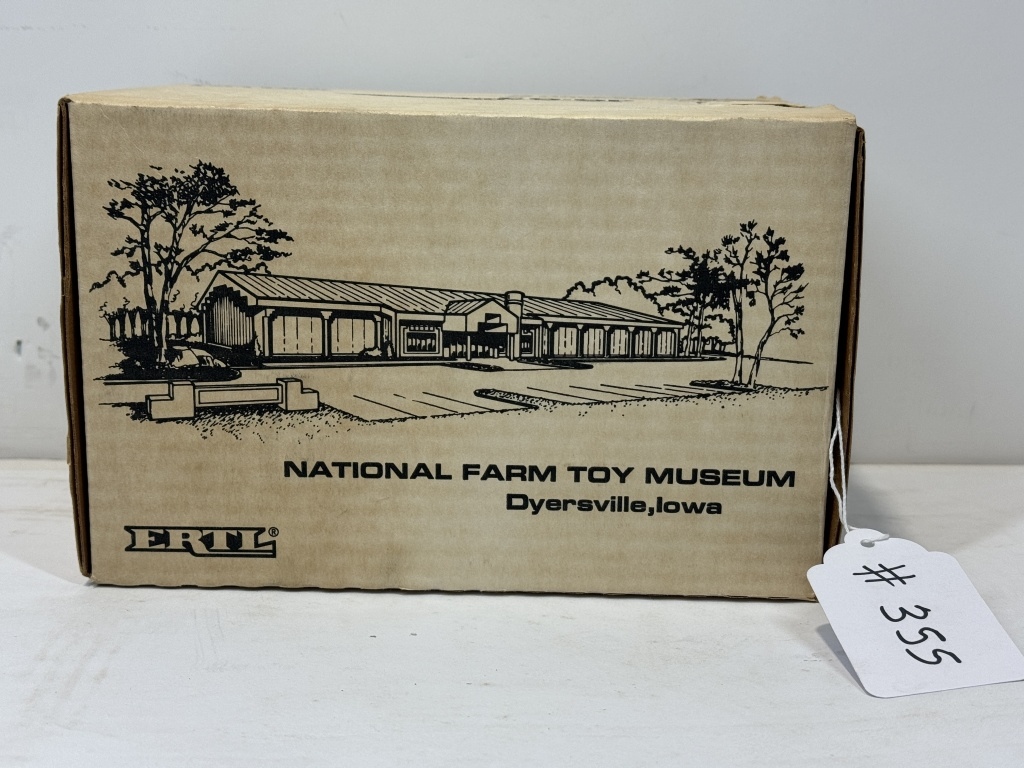 NATIONAL FARM TOY MUSEUM
Dyersville,Iowa
ERTL®
# 355